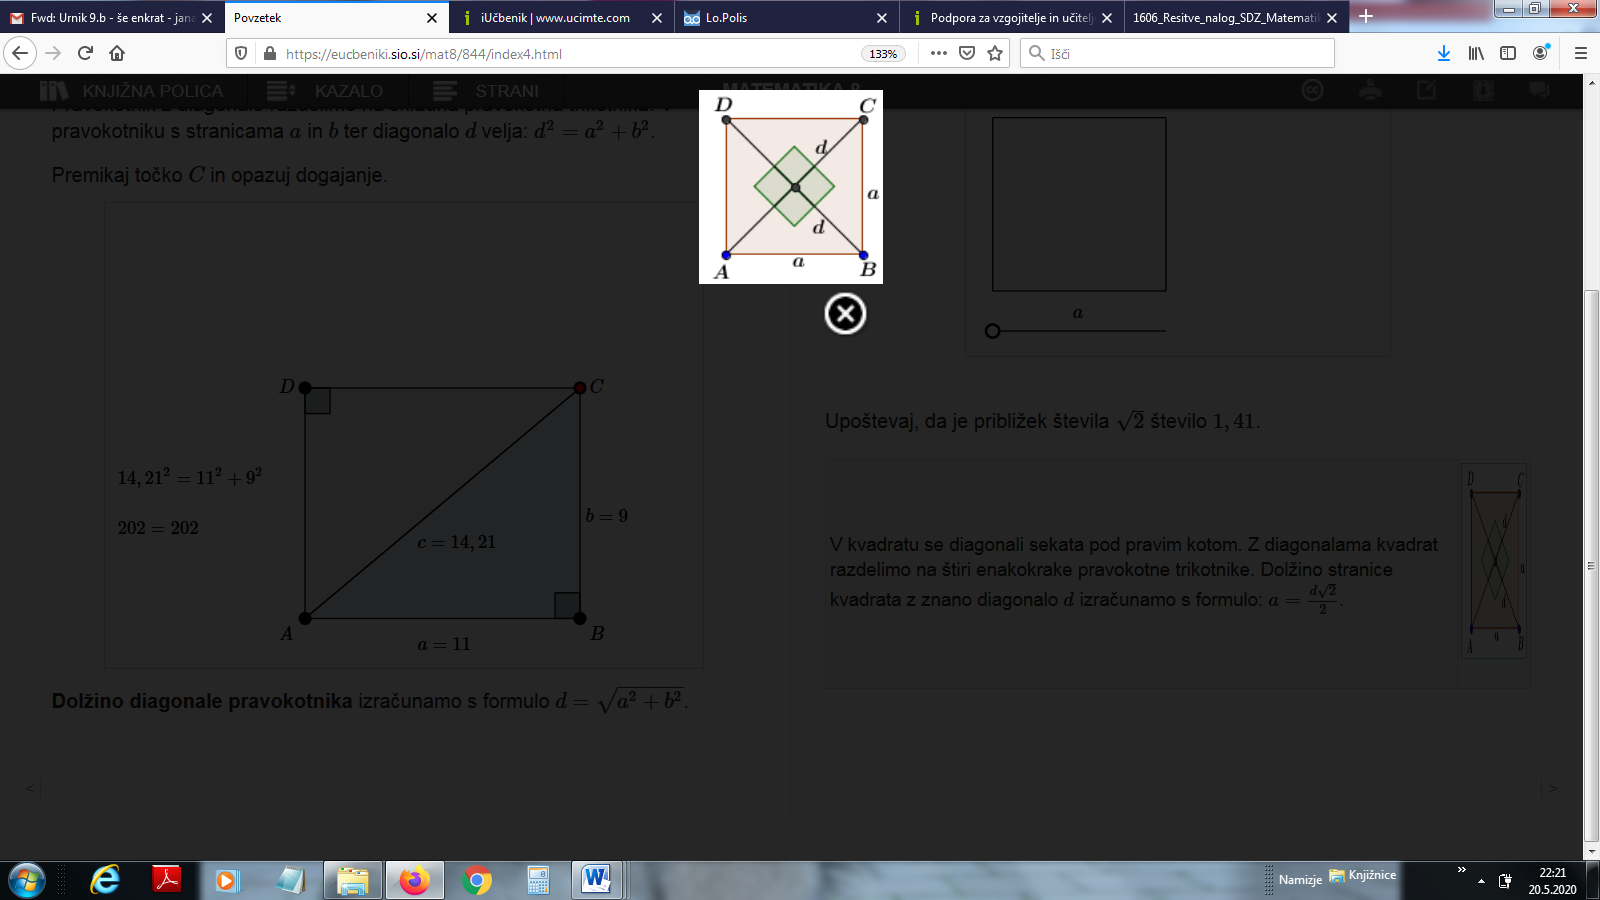 Fwd: Urnik 9.b - še enkrat - jana
Povzetek
iUčbenik | www.ucimte.com
Lo.Polis
Podpora za vzgojitelje in učitelj
1606_Resitve_nalog_SDZ_Matemati
https://eucbeniki.sio.si/mat8/844/index4.html
133%
Išči
KNJIŽNA POLICA
KAZALO
STRANI
MATEMATIKA 8
pravokotniku s stranicama a in b ter diagonalo d velja: d² = a² + b².
Premikaj točko C in opazuj dogajanje.
D
C
14,21² = 11² + 9²
202 = 202
b = 9
c = 14,21
A
B
a = 11
Dolžino diagonale pravokotnika izračunamo s formulo d = √(a² + b²).
D
C
d
a
d
A
a
B
a
Upoštevaj, da je približek števila √2 število 1,41.
V kvadratu se diagonali sekata pod pravim kotom. Z diagonalama kvadrat
razdelimo na štiri enakokrake pravokotne trikotnike. Dolžino stranice
kvadrata z znano diagonalo d izračunamo s formulo: a = d√2/2.
D
C
d
a
d
A
a
B
<
>
Namizje
Knjižnice
22:21
20.5.2020